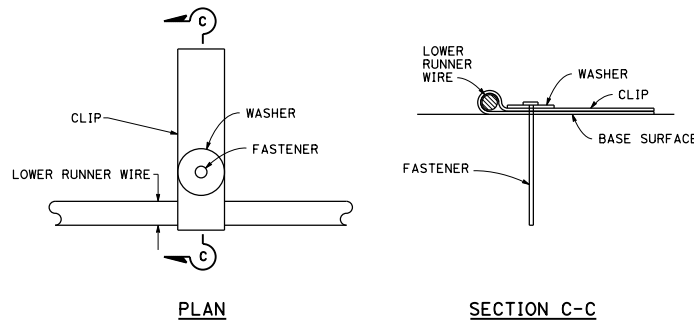 C
CLIP
WASHER
FASTENER
LOWER RUNNER WIRE
C
PLAN
LOWER
RUNNER
WIRE
WASHER
CLIP
BASE SURFACE
FASTENER
SECTION C-C